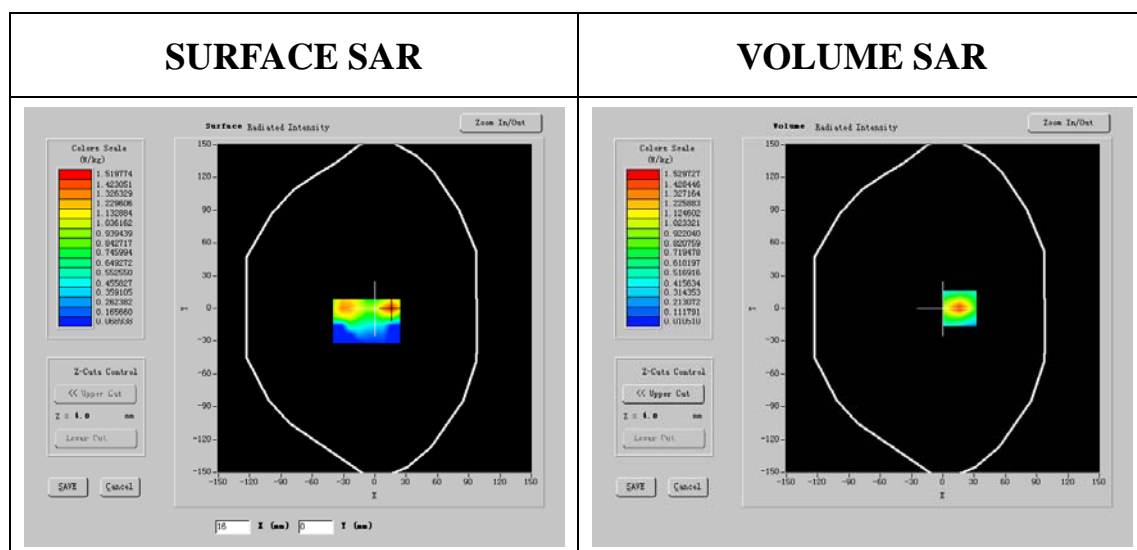 SURFACE SAR
VOLUME SAR
Surface Radiated Intensity
Zoom In/Out
Colors Scale
(W/kg)
1.519774
1.423051
1.326329
1.229606
1.132884
1.036162
0.939439
0.842717
0.745994
0.649272
0.552550
0.455827
0.359105
0.262382
0.165660
0.068938
150
120
90
60
30
0
-30
-60
-90
-120
-150
Y
-150 -120 -90 -60 -30 0 30 60 90 120 150
X
Z-Cuts Control
<< Upper Cut
Z = 4.0 mm
Lower Cut
SAVE Cancel
16 X (mm) 0 Y (mm)
Volume Radiated Intensity
Zoom In/Out
Colors Scale
(W/kg)
1.529727
1.428446
1.327164
1.225883
1.124602
1.023321
0.922040
0.820759
0.719478
0.618197
0.516916
0.415634
0.314353
0.213072
0.111791
0.010510
150
120
90
60
30
0
-30
-60
-90
-120
-150
Y
-150 -120 -90 -60 -30 0 30 60 90 120 150
X
Z-Cuts Control
<< Upper Cut
Z = 4.0 mm
Lower Cut
SAVE Cancel